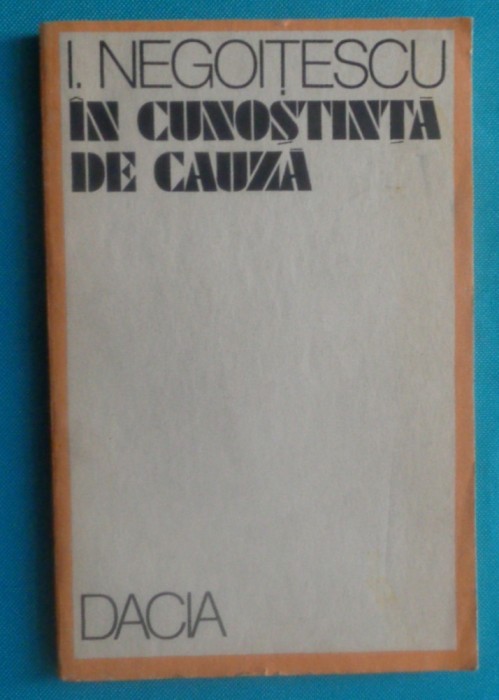 I. NEGOIȚESCU
ÎN CUNOȘTINȚĂ
DE CAUZĂ
DACIA